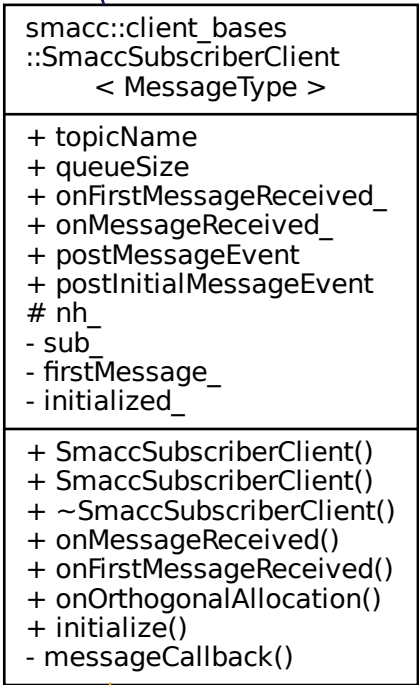 smacc::client_bases
::SmaccSubscriberClient
< MessageType >
+ topicName
+ queueSize
+ onFirstMessageReceived_
+ onMessageReceived_
+ postMessageEvent
+ postInitialMessageEvent
# nh_
- sub_
- firstMessage_
- initialized_
+ SmaccSubscriberClient()
+ SmaccSubscriberClient()
+ ~SmaccSubscriberClient()
+ onMessageReceived()
+ onFirstMessageReceived()
+ onOrthogonalAllocation()
+ initialize()
- messageCallback()